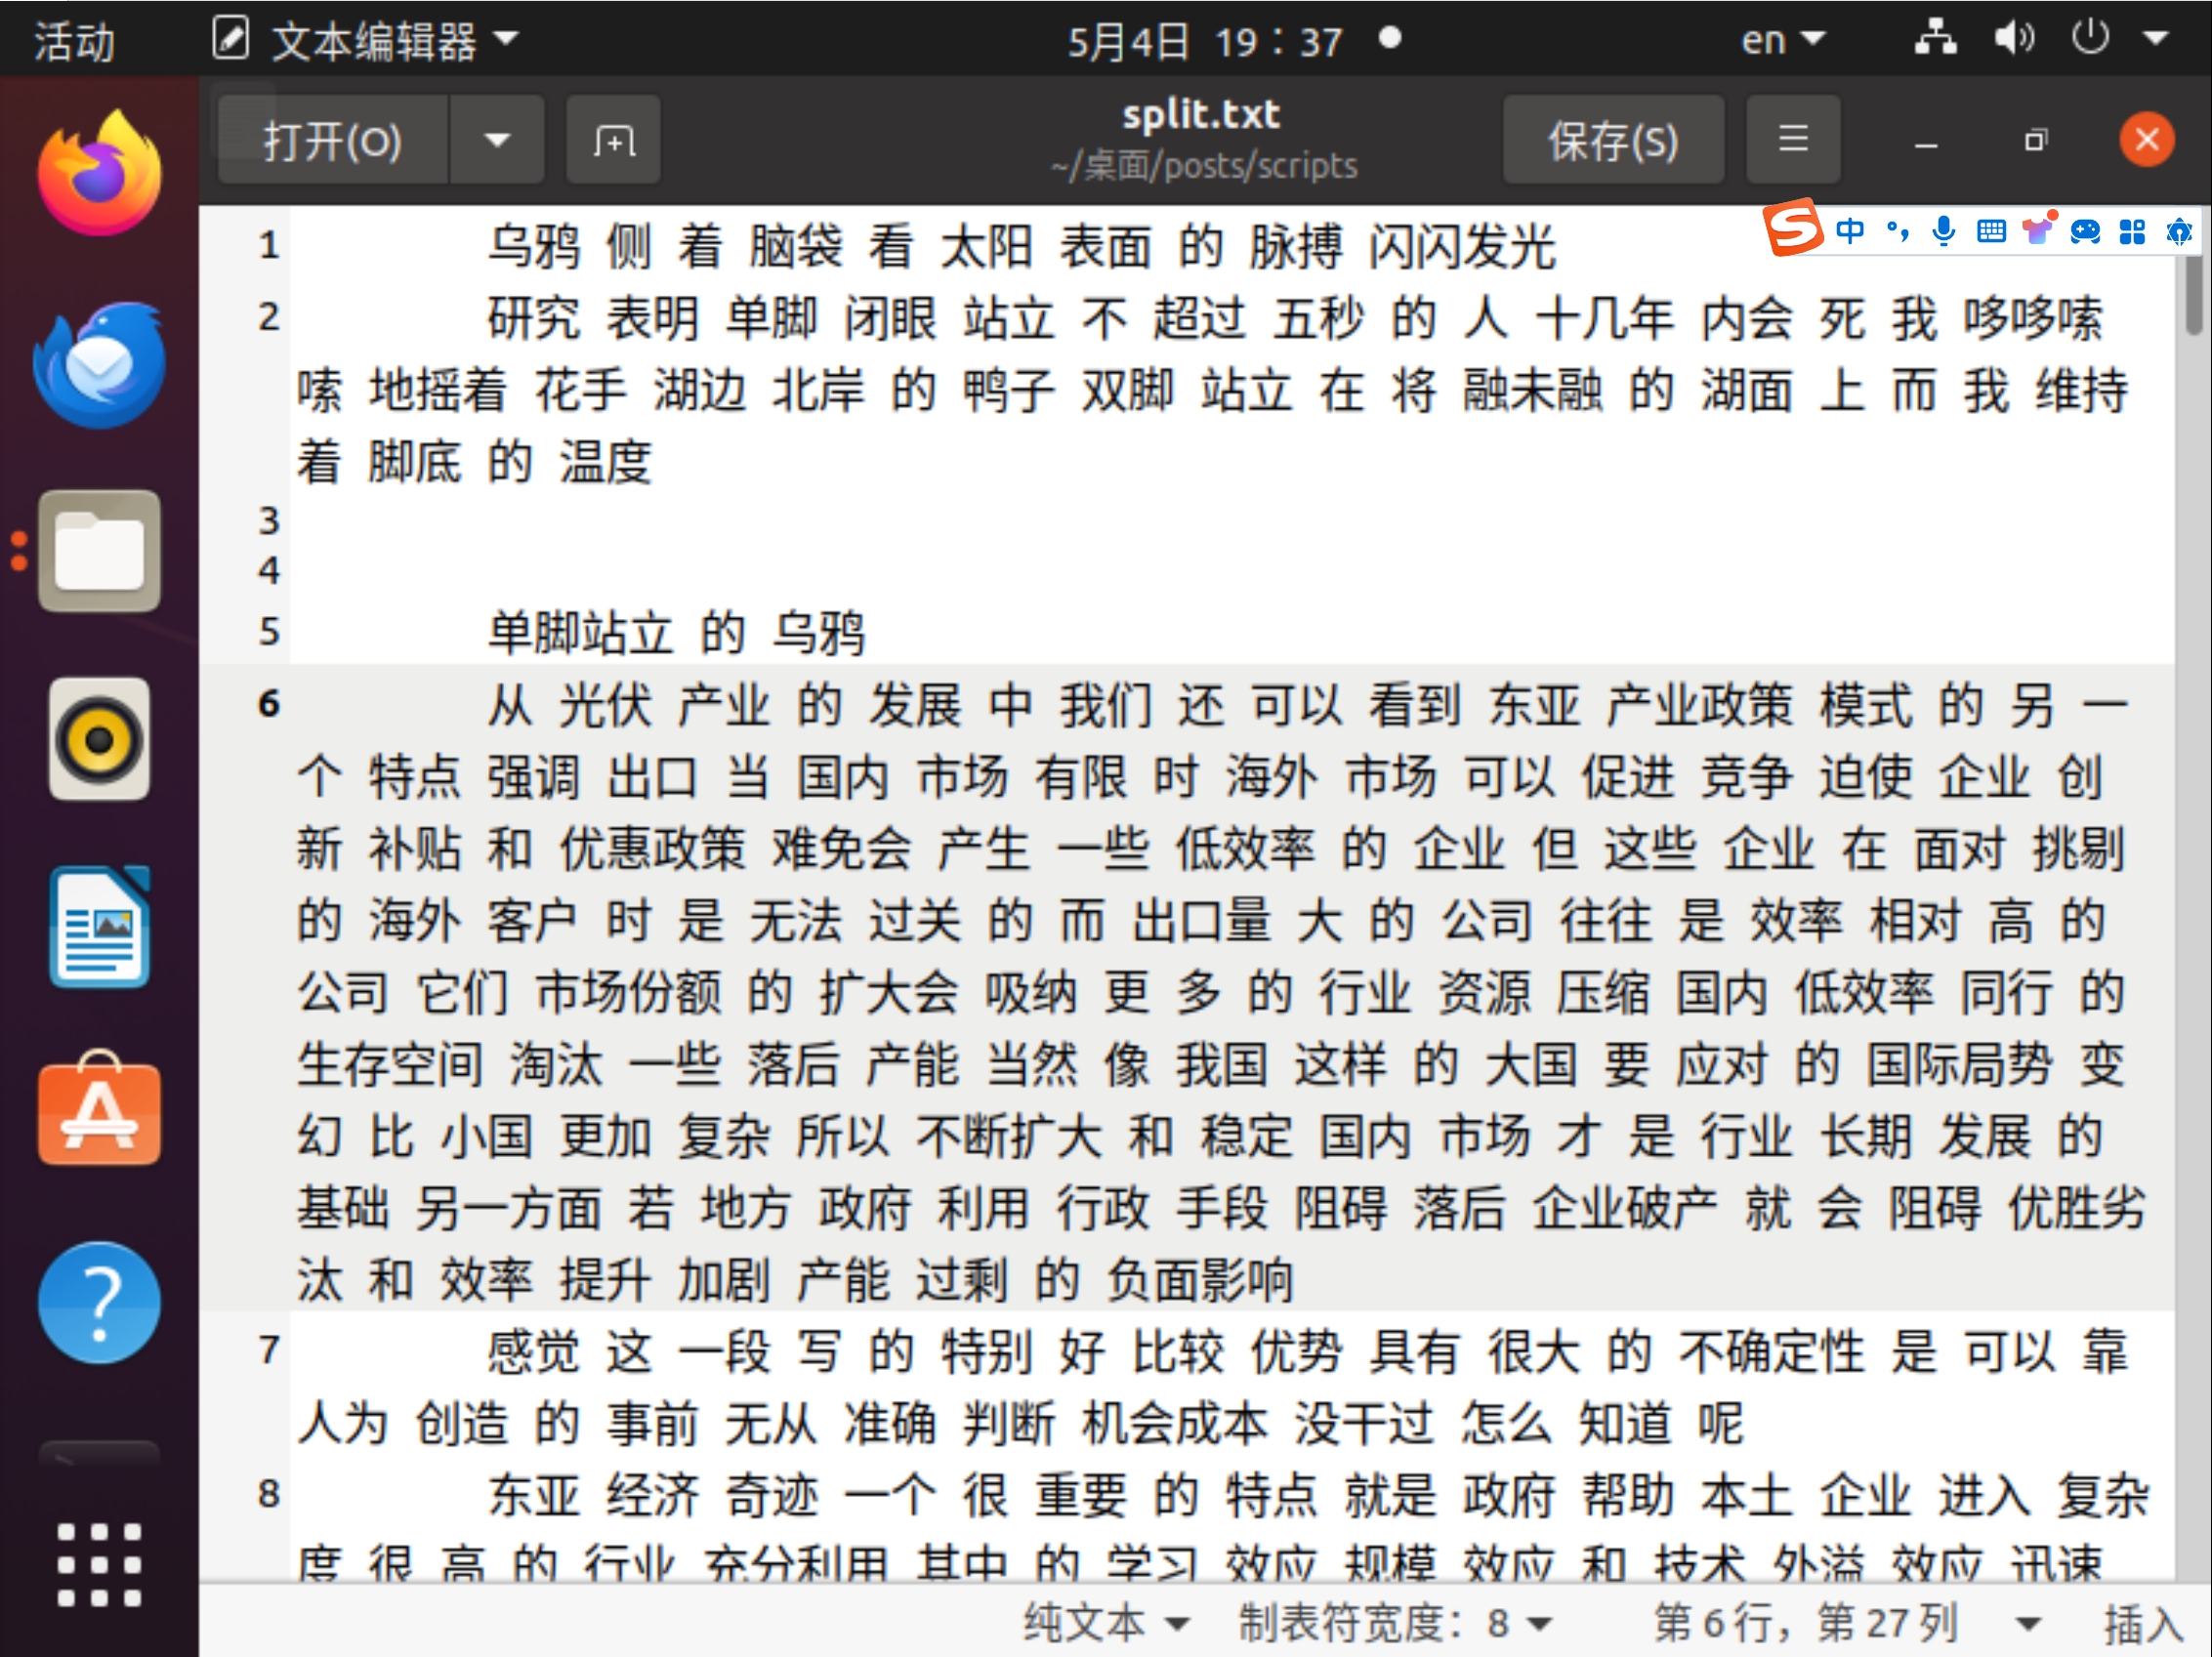 活动 文本编辑器 5月4日 19：37 en
打开(O) split.txt 保存(S)
~/桌面/posts/scripts
中
1 乌鸦 侧 着 脑袋 看 太阳 表面 的 脉搏 闪闪发光
2 研究 表明 单脚 闭眼 站立 不 超过 五秒 的 人 十几年 内会 死 我 哆哆嗦
嗦 地摇着 花手 湖边 北岸 的 鸭子 双脚 站立 在 将 融未融 的 湖面 上 而 我 维持
着 脚底 的 温度
3
4
5 单脚站立 的 乌鸦
6 从 光伏 产业 的 发展 中 我们 还 可以 看到 东亚 产业政策 模式 的 另 一
个 特点 强调 出口 当 国内 市场 有限 时 海外 市场 可以 促进 竞争 迫使 企业 创
新 补贴 和 优惠政策 难免会 产生 一些 低效率 的 企业 但 这些 企业 在 面对 挑剔
的 海外 客户 时 是 无法 过关 的 而 出口量 大 的 公司 往往 是 效率 相对 高 的
公司 它们 市场份额 的 扩大会 吸纳 更 多 的 行业 资源 压缩 国内 低效率 同行 的
生存空间 淘汰 一些 落后 产能 当然 像 我国 这样 的 大国 要 应对 的 国际局势 变
幻 比 小国 更加 复杂 所以 不断扩大 和 稳定 国内 市场 才 是 行业 长期 发展 的
基础 另一方面 若 地方 政府 利用 行政 手段 阻碍 落后 企业破产 就 会 阻碍 优胜劣
汰 和 效率 提升 加剧 产能 过剩 的 负面影响
7 感觉 这 一段 写 的 特别 好 比较 优势 具有 很大 的 不确定性 是 可以 靠
人为 创造 的 事前 无从 准确 判断 机会成本 没干过 怎么 知道 呢
8 东亚 经济 奇迹 一个 很 重要 的 特点 就是 政府 帮助 本土 企业 进入 复杂
度 很 高 的 行业 充分利用 其中 的 学习 效应 规模 效应 和 技术 外溢 效应 迅速
纯文本 制表符宽度：8 第 6 行，第 27 列 插入